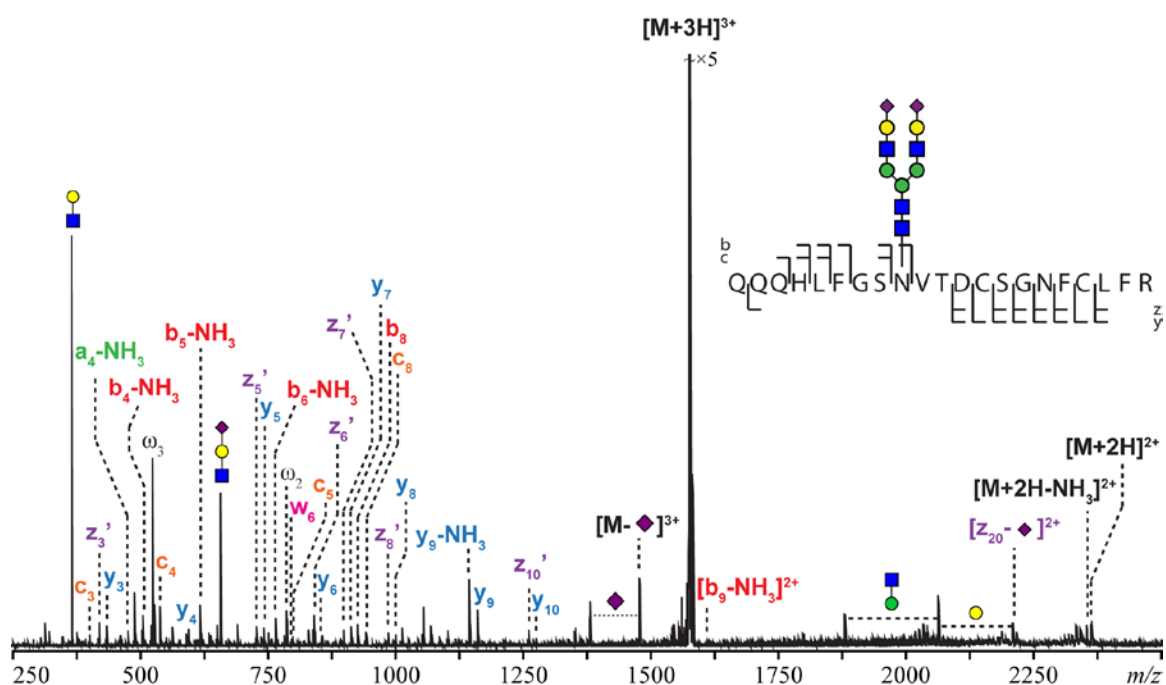 [M+3H]³⁺
~×5
b
c
QQQHLFGSNVTDCSGNFCLFR
z
y
y₇
z₇'
b₈
c₈
b₅-NH₃
a₄-NH₃
b₄-NH₃
z₅'
y₅
b₆-NH₃
z₆'
ω₃
ω₂
c₅
w₆
y₈
[M+2H]²⁺
[M+2H-NH₃]²⁺
[z₂₀-◆]²⁺
[M-◆]³⁺
y₉-NH₃
z₃'
y₃
c₄
c₃
y₄
y₆
z₈'
z₁₀'
y₉
y₁₀
[b₉-NH₃]²⁺
250 500 750 1000 1250 1500 1750 2000 2250 m/z